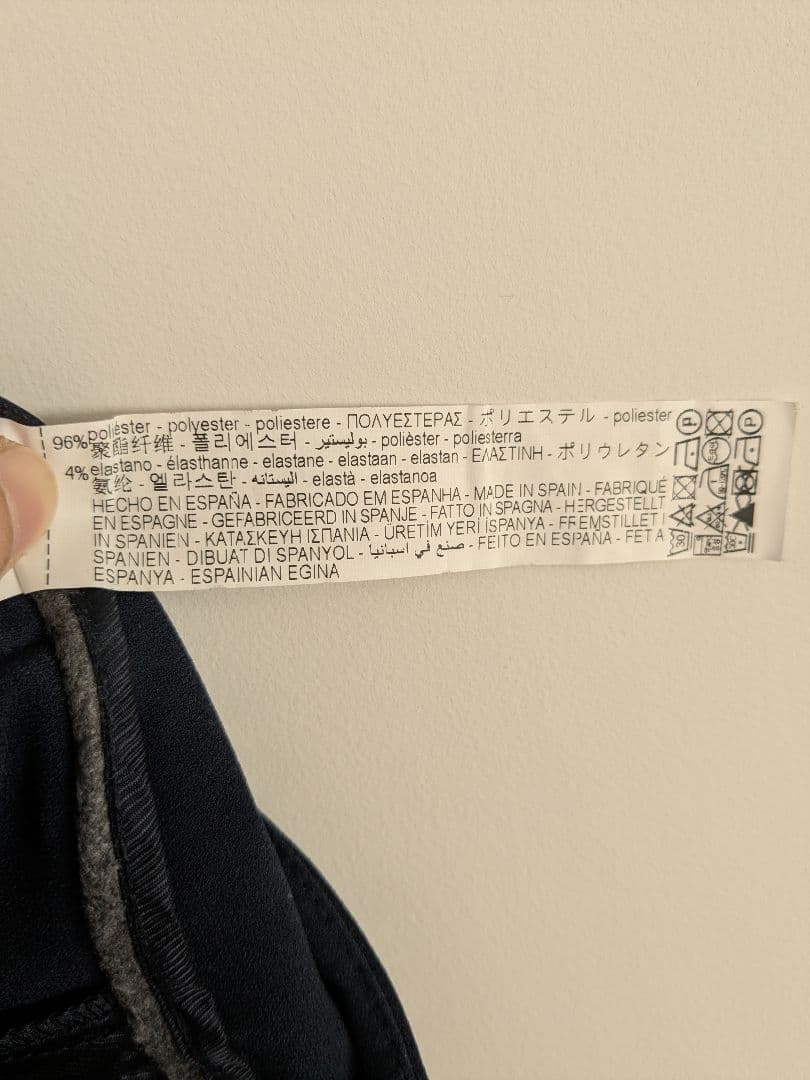 96% poliéster - polyester - poliestere - ΠΟΛΥΕΣΤΕΡΑΣ - ポリエステル - poliester
聚酯纤维 - 폴리에스터 - بوليستير - polièster - poliesterra
4% elastano - élasthanne - elastane - elastaan - elastan - ΕΛΑΣΤΙΝΗ - ポリウレタン
氨纶 - 엘라스탄 - اليستانه - elastà - elastanoa
HECHO EN ESPAÑA - FABRICADO EM ESPANHA - MADE IN SPAIN - FABRIQUÉ
EN ESPAGNE - GEFABRICEERD IN SPANJE - FATTO IN SPAGNA - HERGESTELLT
IN SPANIEN - ΚΑΤΑΣΚΕΥΗ ΙΣΠΑΝΙΑ - ÜRETİM YERİ İSPANYA - FREMSTILLET I
SPANIEN - DIBUAT DI SPANYOL - صنع في اسبانيا - FEITO EN ESPAÑA - FET A
ESPANYA - ESPAINIAN EGINA